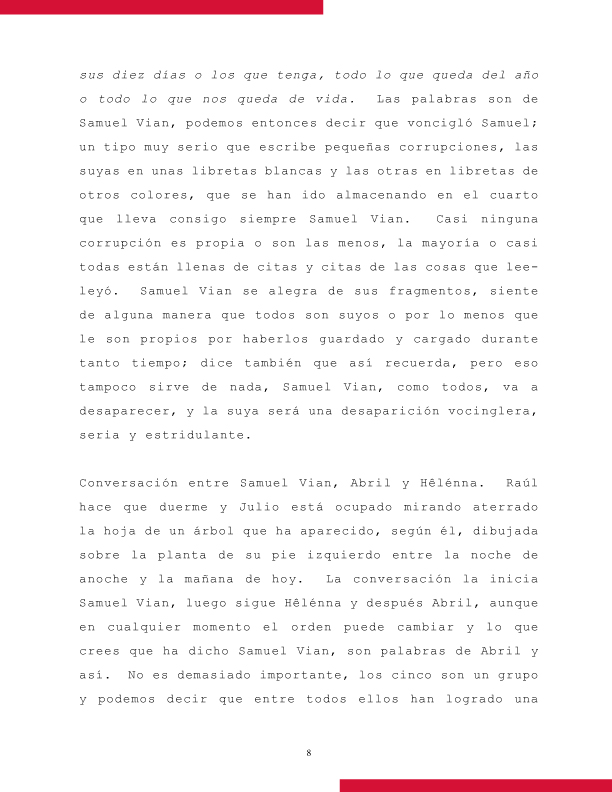 sus diez días o los que tenga, todo lo que queda del año
o todo lo que nos queda de vida.  Las palabras son de
Samuel Vian, podemos entonces decir que voncigló Samuel;
un tipo muy serio que escribe pequeñas corrupciones, las
suyas en unas libretas blancas y las otras en libretas de
otros colores, que se han ido almacenando en el cuarto
que lleva consigo siempre Samuel Vian.  Casi ninguna
corrupción es propia o son las menos, la mayoría o casi
todas están llenas de citas y citas de las cosas que lee-
leyó.  Samuel Vian se alegra de sus fragmentos, siente
de alguna manera que todos son suyos o por lo menos que
le son propios por haberlos guardado y cargado durante
tanto tiempo; dice también que así recuerda, pero eso
tampoco sirve de nada, Samuel Vian, como todos, va a
desaparecer, y la suya será una desaparición vocinglera,
seria y estridulante.
Conversación entre Samuel Vian, Abril y Hêlénna.  Raúl
hace que duerme y Julio está ocupado mirando aterrado
la hoja de un árbol que ha aparecido, según él, dibujada
sobre la planta de su pie izquierdo entre la noche de
anoche y la mañana de hoy.  La conversación la inicia
Samuel Vian, luego sigue Hêlénna y después Abril, aunque
en cualquier momento el orden puede cambiar y lo que
crees que ha dicho Samuel Vian, son palabras de Abril y
así.  No es demasiado importante, los cinco son un grupo
y podemos decir que entre todos ellos han logrado una
8